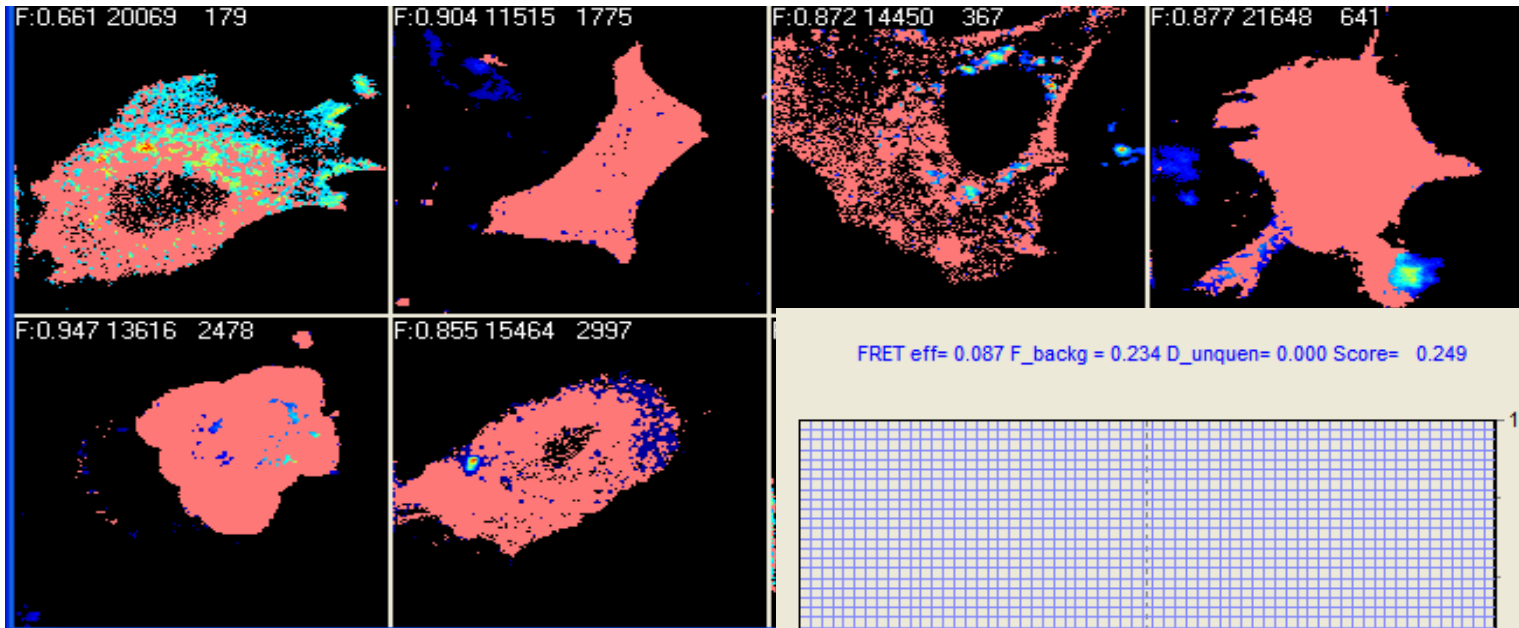 F:0.661 20069 179
F:0.904 11515 1775
F:0.872 14450 367
F:0.877 21648 641
F:0.947 13616 2478
F:0.855 15464 2997
FRET eff= 0.087 F_backg = 0.234 D_unquen= 0.000 Score= 0.249
1